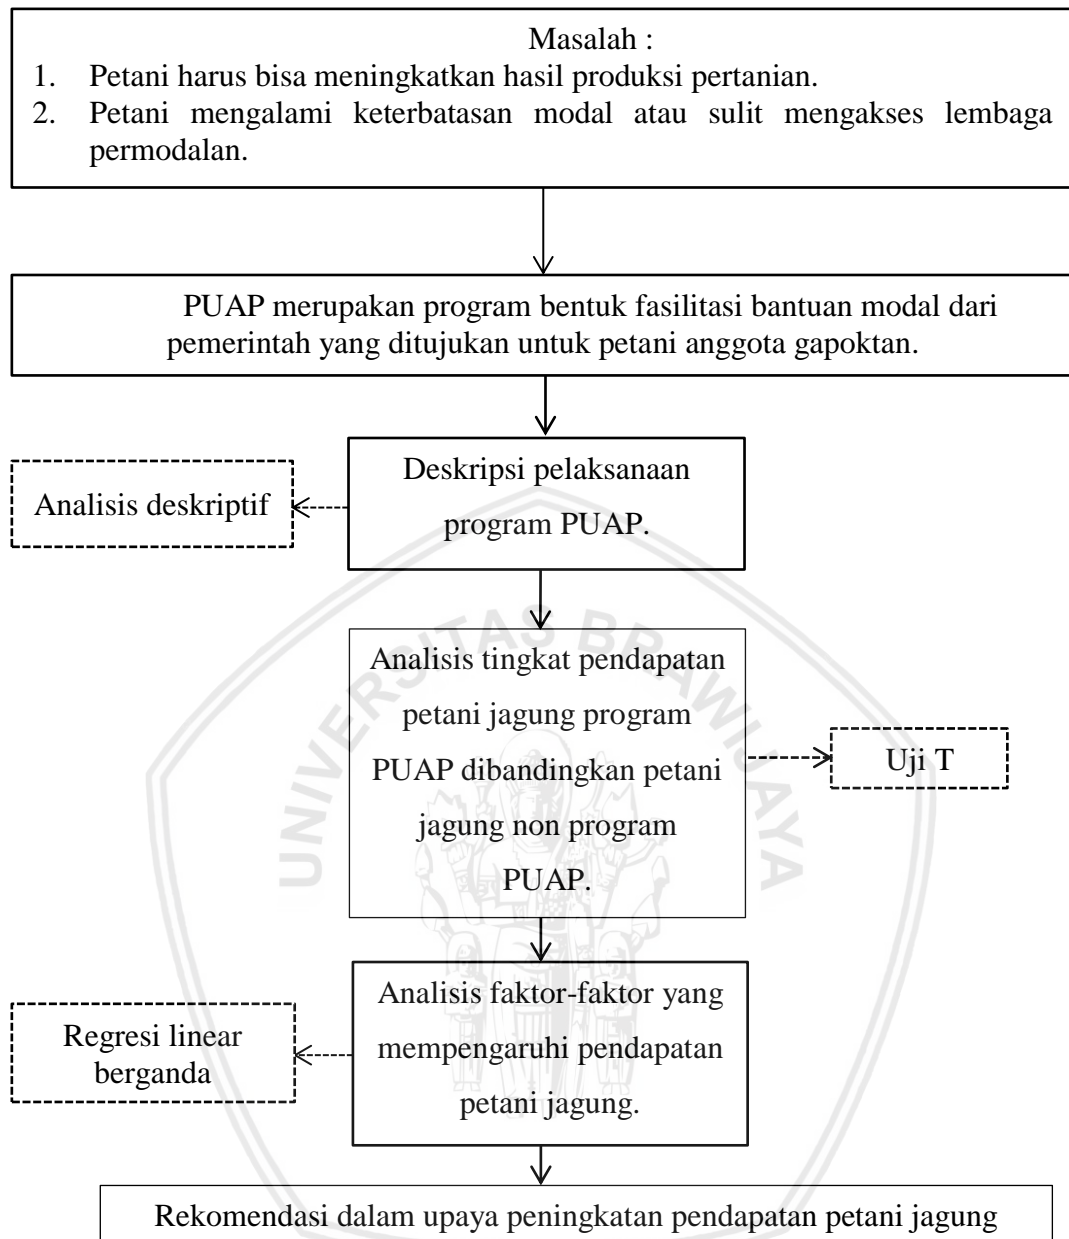 Masalah :
1. Petani harus bisa meningkatkan hasil produksi pertanian.
2. Petani mengalami keterbatasan modal atau sulit mengakses lembaga
permodalan.
PUAP merupakan program bentuk fasilitasi bantuan modal dari
pemerintah yang ditujukan untuk petani anggota gapoktan.
Deskripsi pelaksanaan
program PUAP.
Analisis deskriptif
Analisis tingkat pendapatan
petani jagung program
PUAP dibandingkan petani
jagung non program
PUAP.
Uji T
Analisis faktor-faktor yang
mempengaruhi pendapatan
petani jagung.
Regresi linear
berganda
Rekomendasi dalam upaya peningkatan pendapatan petani jagung
UNIVERSITAS BRAWIJAYA